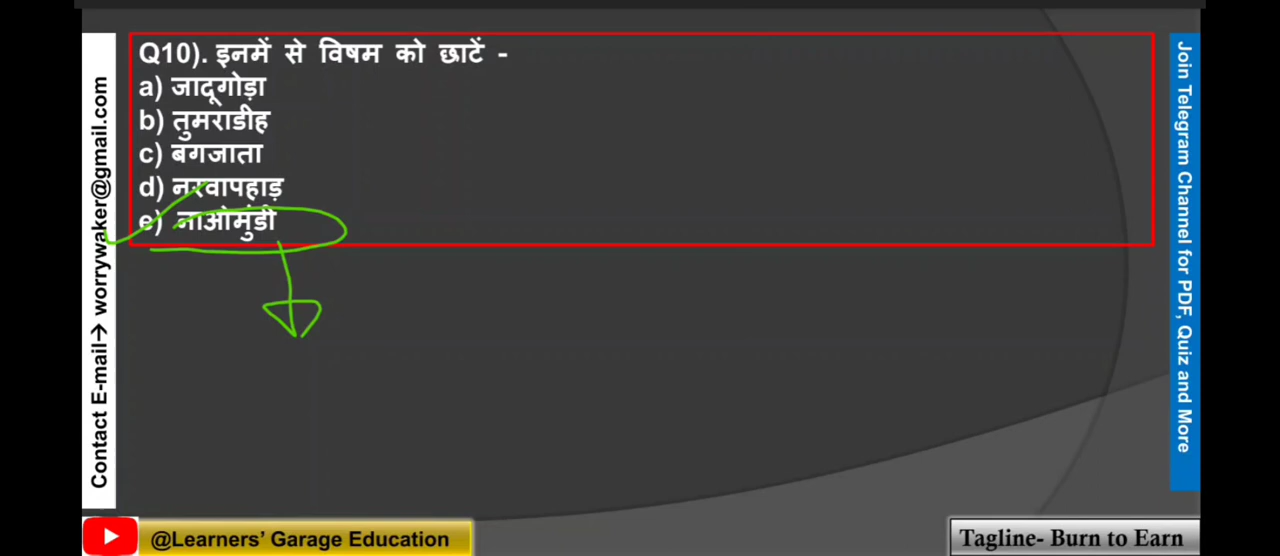 Q10). इनमें से विषम को छाटें -
a) जादूगोड़ा
b) तुमराडीह
c) बगजाता
d) नरवापहाड़
e) नाओमुंडी
Contact E-mail→ worrywaker@gmail.com
Join Telegram Channel for PDF, Quiz and More
@Learners’ Garage Education
Tagline- Burn to Earn